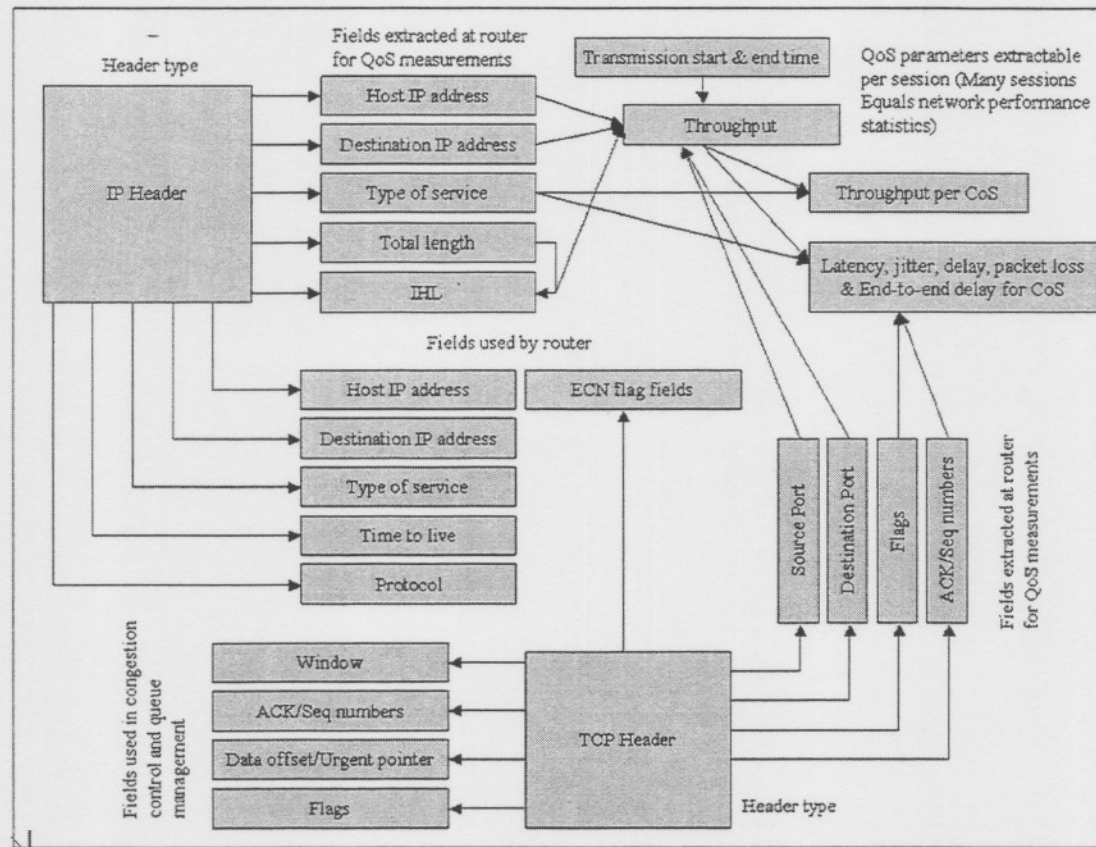 Header type
Fields extracted at router
for QoS measurements
Transmission start & end time
QoS parameters extractable
per session (Many sessions
Equals network performance
statistics)
IP Header
Host IP address
Destination IP address
Type of service
Total length
IHL
Throughput
Throughput per CoS
Latency, jitter, delay, packet loss
& End-to-end delay for CoS
Fields used by router
Host IP address
Destination IP address
Type of service
Time to live
Protocol
ECN flag fields
Source Port
Destination Port
Flags
ACK/Seq numbers
Fields extracted at router
for QoS measurements
Fields used in congestion
control and queue
management
Window
ACK/Seq numbers
Data offset/Urgent pointer
Flags
TCP Header
Header type